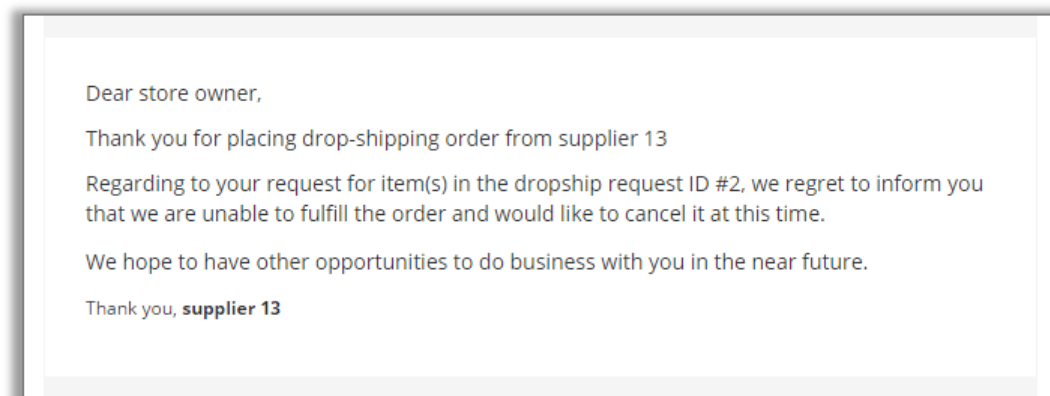 Dear store owner,
Thank you for placing drop-shipping order from supplier 13
Regarding to your request for item(s) in the dropship request ID #2, we regret to inform you
that we are unable to fulfill the order and would like to cancel it at this time.
We hope to have other opportunities to do business with you in the near future.
Thank you, supplier 13